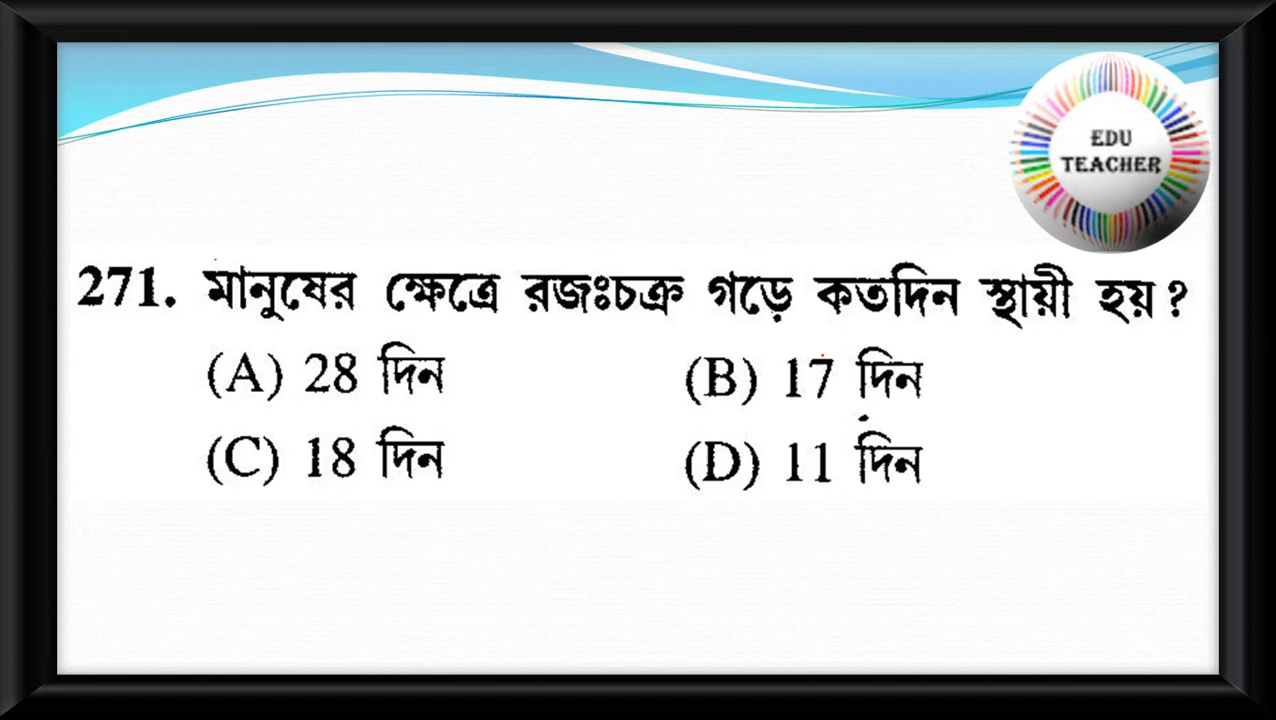 EDU
TEACHER
271. মানুষের ক্ষেত্রে রজঃচক্র গড়ে কতদিন স্থায়ী হয় ?
(A) 28 দিন (B) 17 দিন
(C) 18 দিন (D) 11 দিন